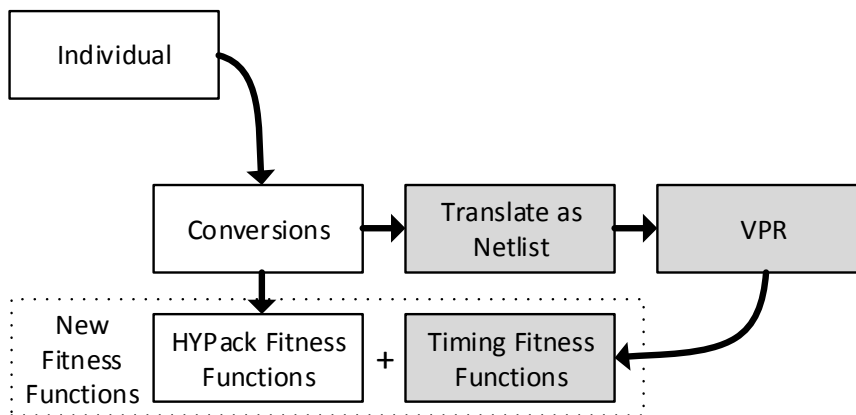 Individual
Conversions
Translate as
Netlist
VPR
New
Fitness
Functions
HYPack Fitness
Functions
+
Timing Fitness
Functions